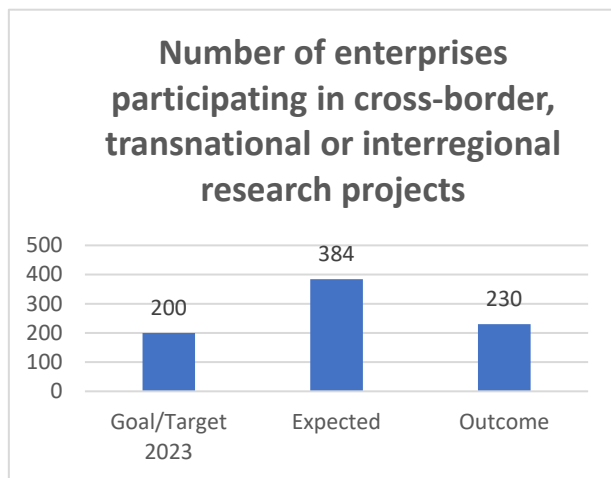 Number of enterprises
participating in cross-border,
transnational or interregional
research projects
500
400
300
200
100
0
200
384
230
Goal/Target
2023
Expected
Outcome